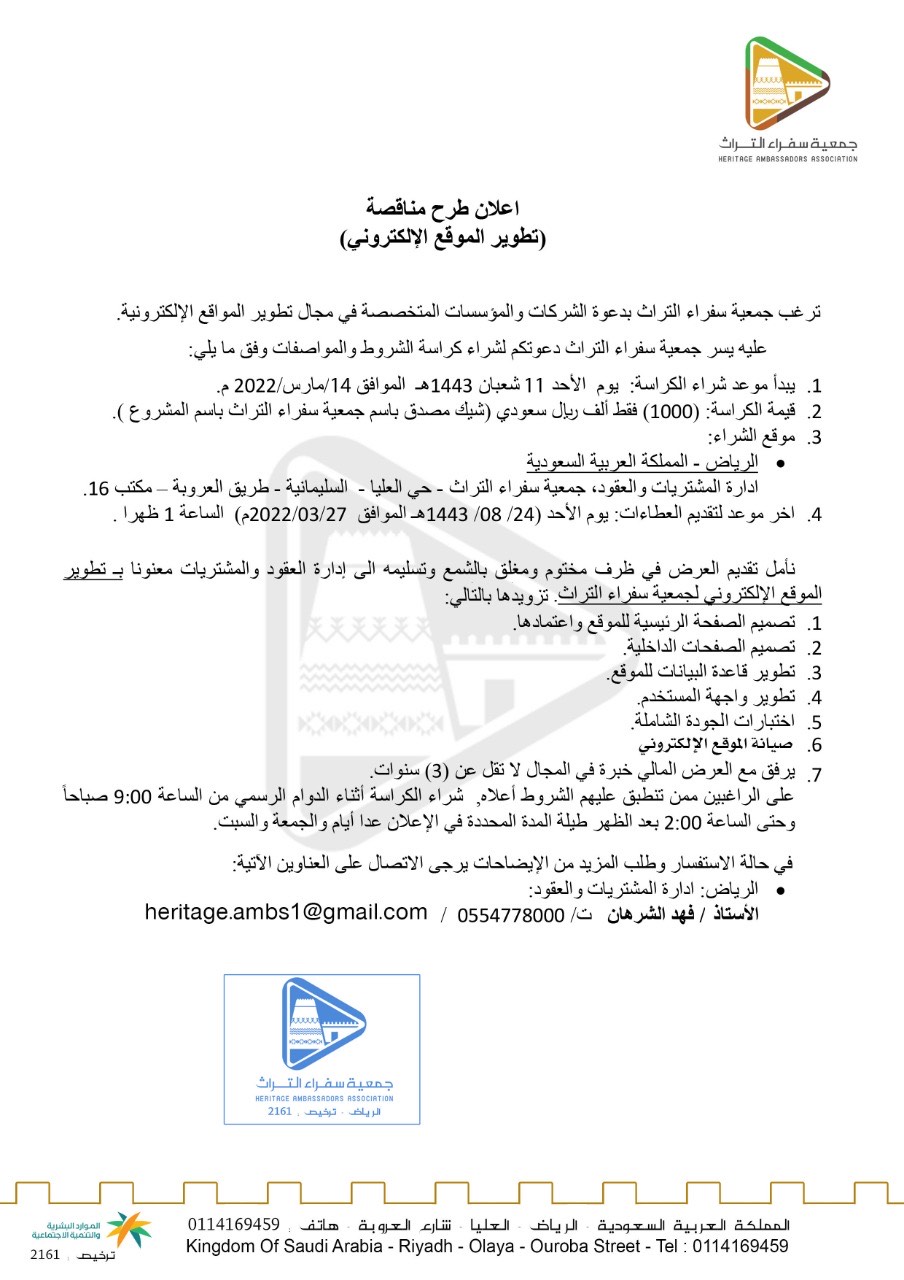 جمعية سفراء التراث
HERITAGE AMBASSADORS ASSOCIATION
اعلان طرح مناقصة
(تطوير الموقع الإلكتروني)
ترغب جمعية سفراء التراث بدعوة الشركات والمؤسسات المتخصصة في مجال تطوير المواقع الإلكترونية.
عليه يسر جمعية سفراء التراث دعوتكم لشراء كراسة الشروط والمواصفات وفق ما يلي:
1. يبدأ موعد شراء الكراسة: يوم الأحد 11 شعبان 1443هـ الموافق 14/مارس/2022 م.
2. قيمة الكراسة: (1000) فقط ألف ريال سعودي (شيك مصدق باسم جمعية سفراء التراث باسم المشروع ).
3. موقع الشراء:
• الرياض - المملكة العربية السعودية
ادارة المشتريات والعقود، جمعية سفراء التراث - حي العليا - السليمانية - طريق العروبة – مكتب 16.
4. اخر موعد لتقديم العطاءات: يوم الأحد (24/ 08/ 1443هـ الموافق 2022/03/27م) الساعة 1 ظهرا .
نأمل تقديم العرض في ظرف مختوم ومغلق بالشمع وتسليمه الى إدارة العقود والمشتريات معنونا بـ تطوير
الموقع الإلكتروني لجمعية سفراء التراث. تزويدها بالتالي:
1. تصميم الصفحة الرئيسية للموقع واعتمادها.
2. تصميم الصفحات الداخلية.
3. تطوير قاعدة البيانات للموقع.
4. تطوير واجهة المستخدم.
5. اختبارات الجودة الشاملة.
6. صيانة الموقع الإلكتروني
7. يرفق مع العرض المالي خبرة في المجال لا تقل عن (3) سنوات.
على الراغبين ممن تنطبق عليهم الشروط أعلاه, شراء الكراسة أثناء الدوام الرسمي من الساعة 9:00 صباحاً
وحتى الساعة 2:00 بعد الظهر طيلة المدة المحددة في الإعلان عدا أيام والجمعة والسبت.
في حالة الاستفسار وطلب المزيد من الإيضاحات يرجى الاتصال على العناوين الآتية:
• الرياض: ادارة المشتريات والعقود:
الأستاذ / فهد الشرهان ت/ 0554778000 / heritage.ambs1@gmail.com
جمعية سفراء التراث
HERITAGE AMBASSADORS ASSOCIATION
الرياض - ترخيص , 2161
المملكة العربية السعودية - الرياض - العليا - شارع العروبة - هاتف , 0114169459
Kingdom Of Saudi Arabia - Riyadh - Olaya - Ouroba Street - Tel : 0114169459
الموارد البشرية
والتنمية الاجتماعية
ترخيص , 2161